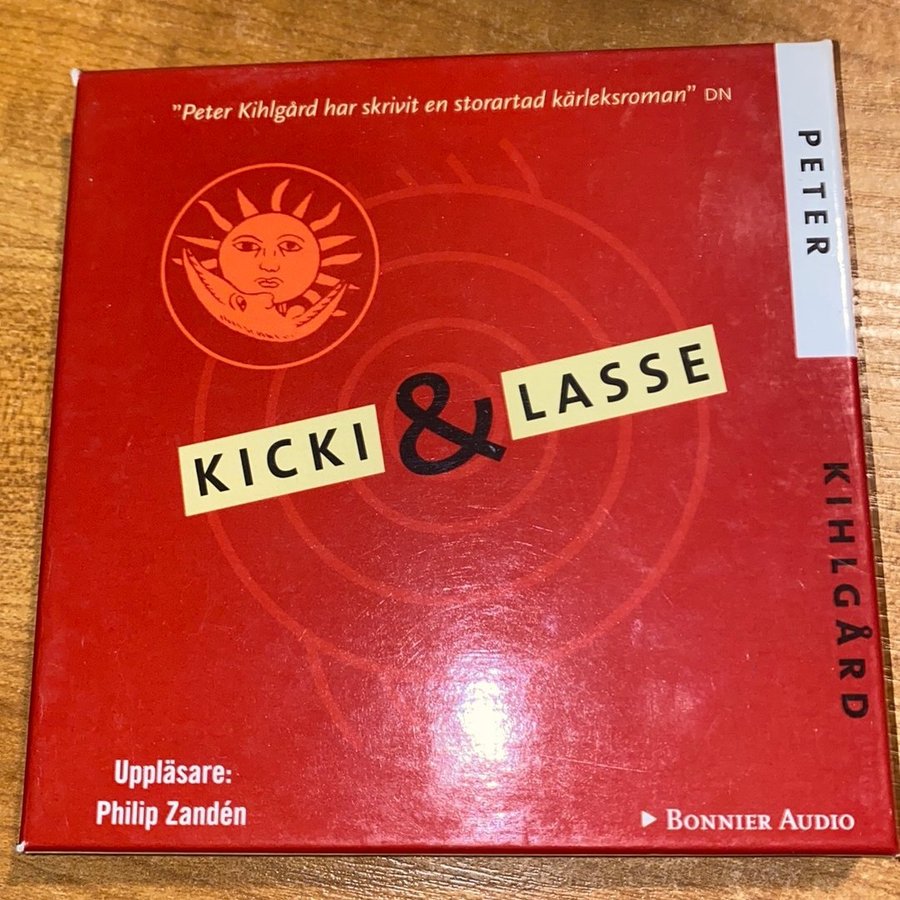 "Peter Kihlgård har skrivit en storartad kärleksroman" DN
PETER
KIHLGÅRD
KICKI & LASSE
Uppläsare:
Philip Zandén
BONNIER AUDIO